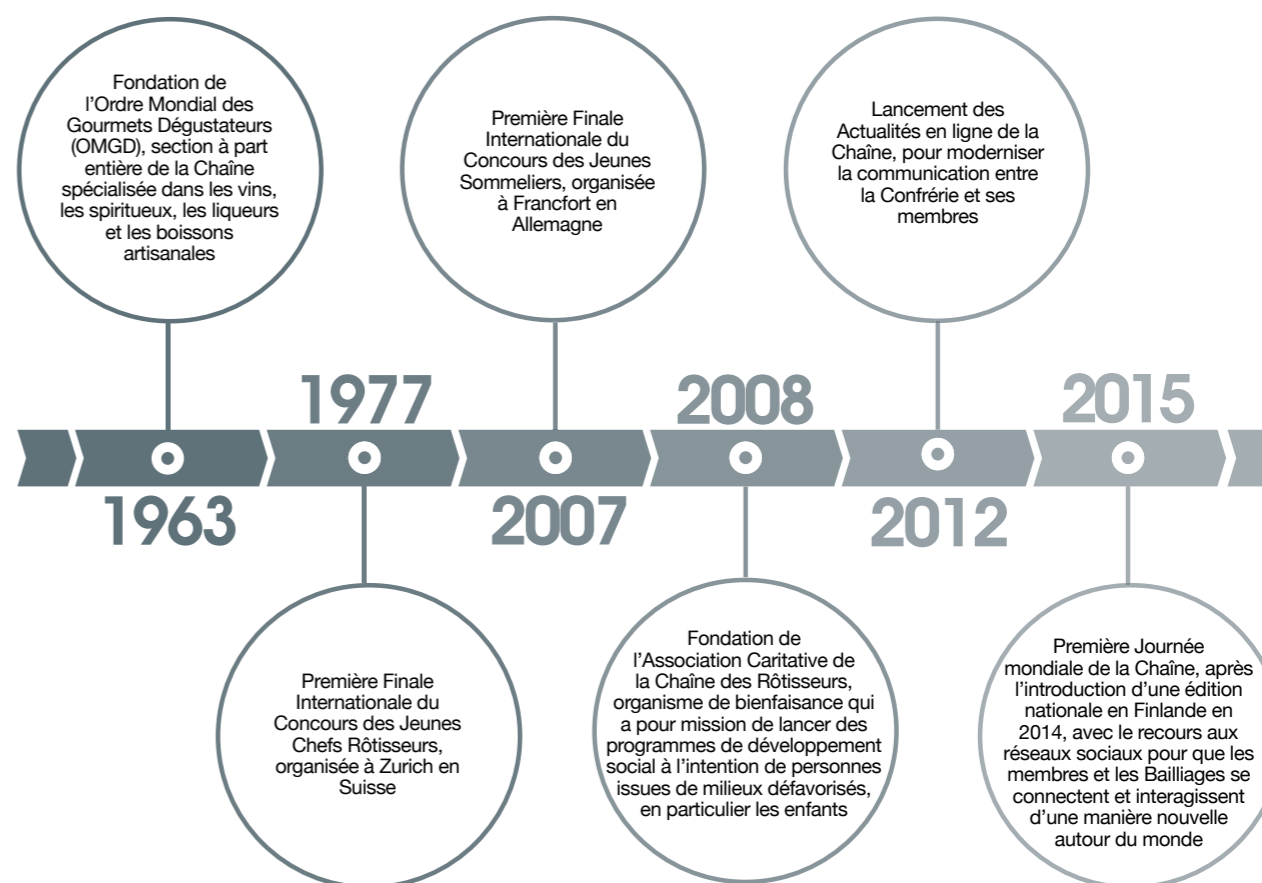 Fondation de
l'Ordre Mondial des
Gourmets Dégustateurs
(OMGD), section à part
entière de la Chaîne
spécialisée dans les vins,
les spiritueux, les liqueurs
et les boissons
artisanales
1963
1977
Première Finale
Internationale du
Concours des Jeunes
Chefs Rôtisseurs,
organisée à Zurich en
Suisse
Première Finale
Internationale du
Concours des Jeunes
Sommeliers, organisée
à Francfort en
Allemagne
2007
2008
Fondation de
l'Association Caritative de
la Chaîne des Rôtisseurs,
organisme de bienfaisance qui
a pour mission de lancer des
programmes de développement
social à l'intention de personnes
issues de milieux défavorisés,
en particulier les enfants
Lancement des
Actualités en ligne de la
Chaîne, pour moderniser
la communication entre
la Confrérie et ses
membres
2012
2015
Première Journée
mondiale de la Chaîne, après
l'introduction d'une édition
nationale en Finlande en
2014, avec le recours aux
réseaux sociaux pour que les
membres et les Bailliages se
connectent et interagissent
d'une manière nouvelle
autour du monde